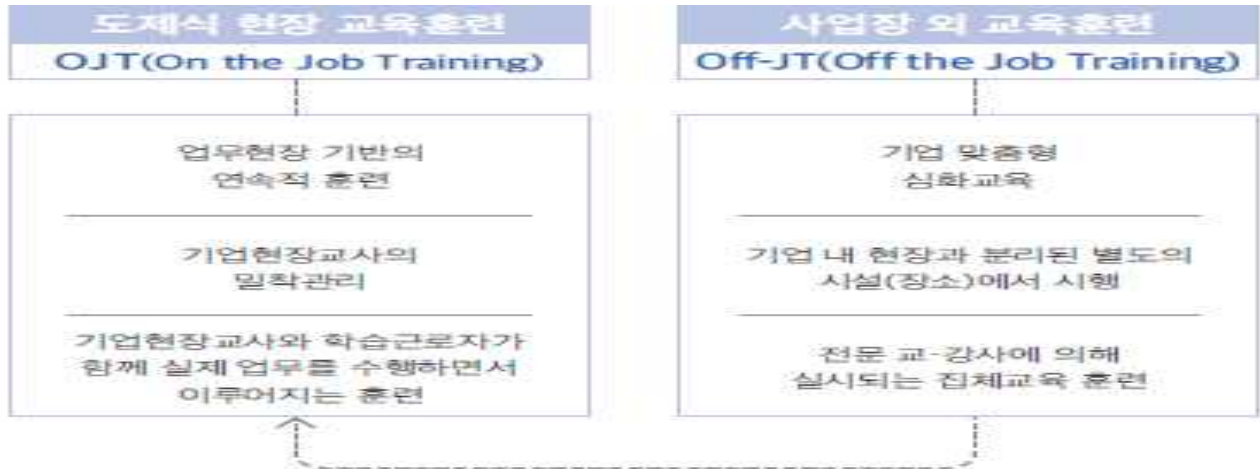 도제식 현장 교육훈련
OJT(On the Job Training)
업무현장 기반의
연속적 훈련
기업현장교사의
밀착관리
기업현장교사와 학습근로자가
함께 실제 업무를 수행하면서
이루어지는 훈련
사업장 외 교육훈련
Off-JT(Off the Job Training)
기업 맞춤형
심화교육
기업 내 현장과 분리된 별도의
시설(장소)에서 시행
전문 교·강사에 의해
실시되는 집체교육 훈련